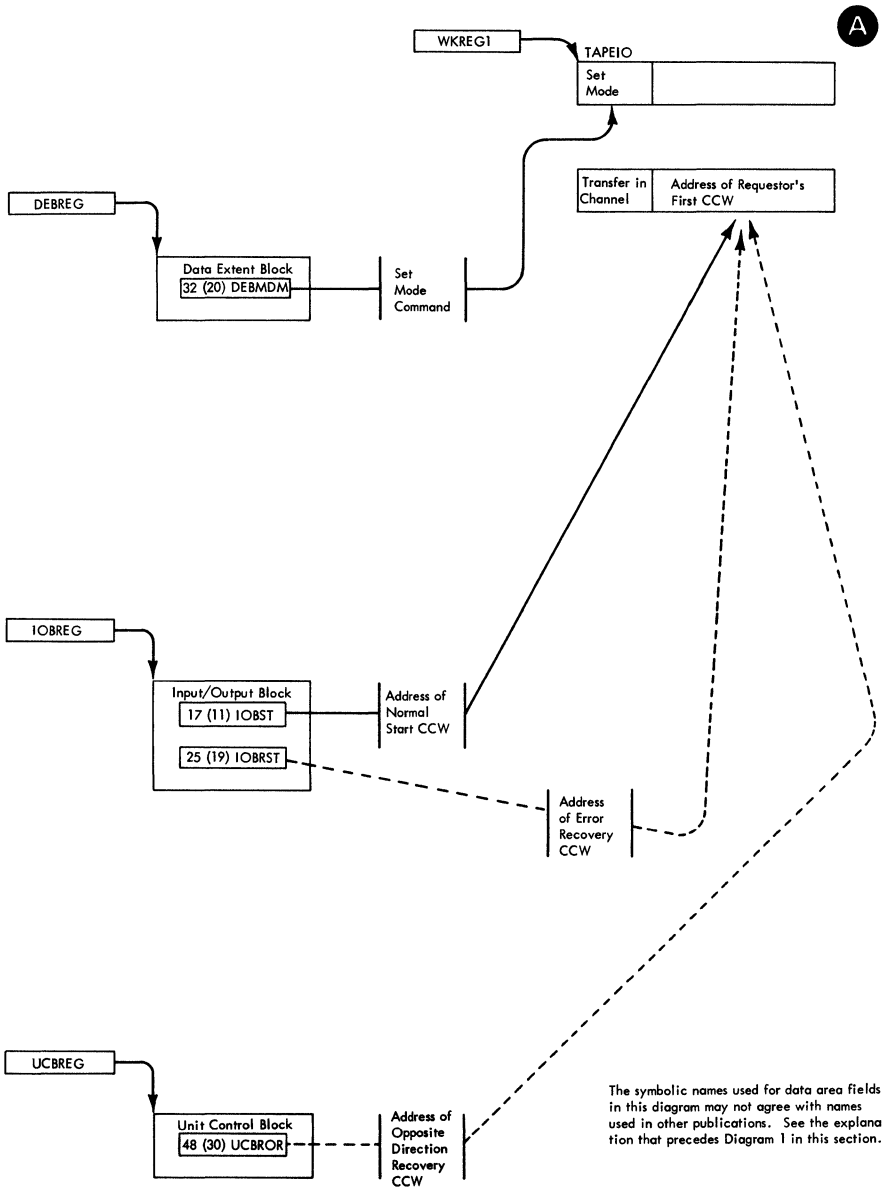 A
WKREG1
TAPEIO
Set
Mode
Transfer in
Channel
Address of Requestor's
First CCW
DEBREG
Data Extent Block
32 (20) DEBMDM
Set
Mode
Command
IOBREG
Input/Output Block
17 (11) IOBST
25 (19) IOBRST
Address of
Normal
Start CCW
Address
of Error
Recovery
CCW
UCBREG
Unit Control Block
48 (30) UCBROR
Address of
Opposite
Direction
Recovery
CCW
The symbolic names used for data area fields
in this diagram may not agree with names
used in other publications. See the explana
tion that precedes Diagram 1 in this section.